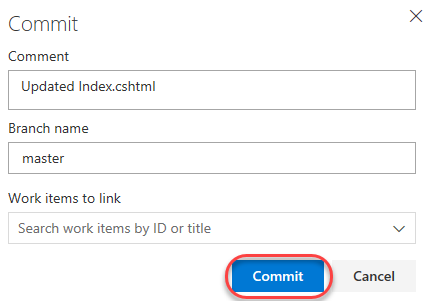 Commit
Comment
Updated Index.cshtml
Branch name
master
Work items to link
Search work items by ID or title
Commit Cancel